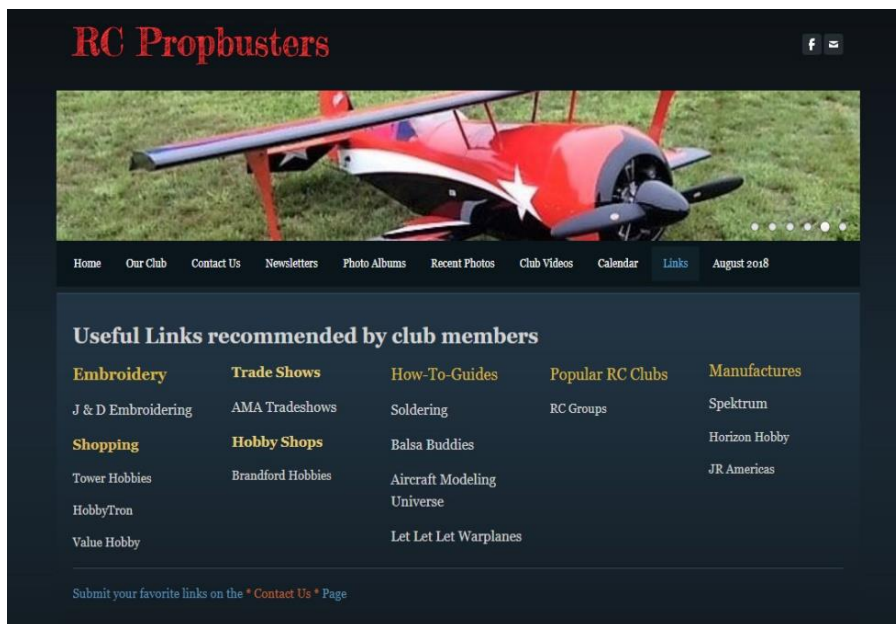 RC Propbusters
Home Our Club Contact Us Newsletters Photo Albums Recent Photos Club Videos Calendar Links August 2018
Useful Links recommended by club members
Embroidery
J & D Embroidering
Shopping
Tower Hobbies
HobbyTron
Value Hobby
Trade Shows
AMA Tradeshows
Hobby Shops
Brandford Hobbies
How-To-Guides
Soldering
Balsa Buddies
Aircraft Modeling
Universe
Let Let Let Warplanes
Popular RC Clubs
RC Groups
Manufactures
Spektrum
Horizon Hobby
JR Americas
Submit your favorite links on the * Contact Us * Page